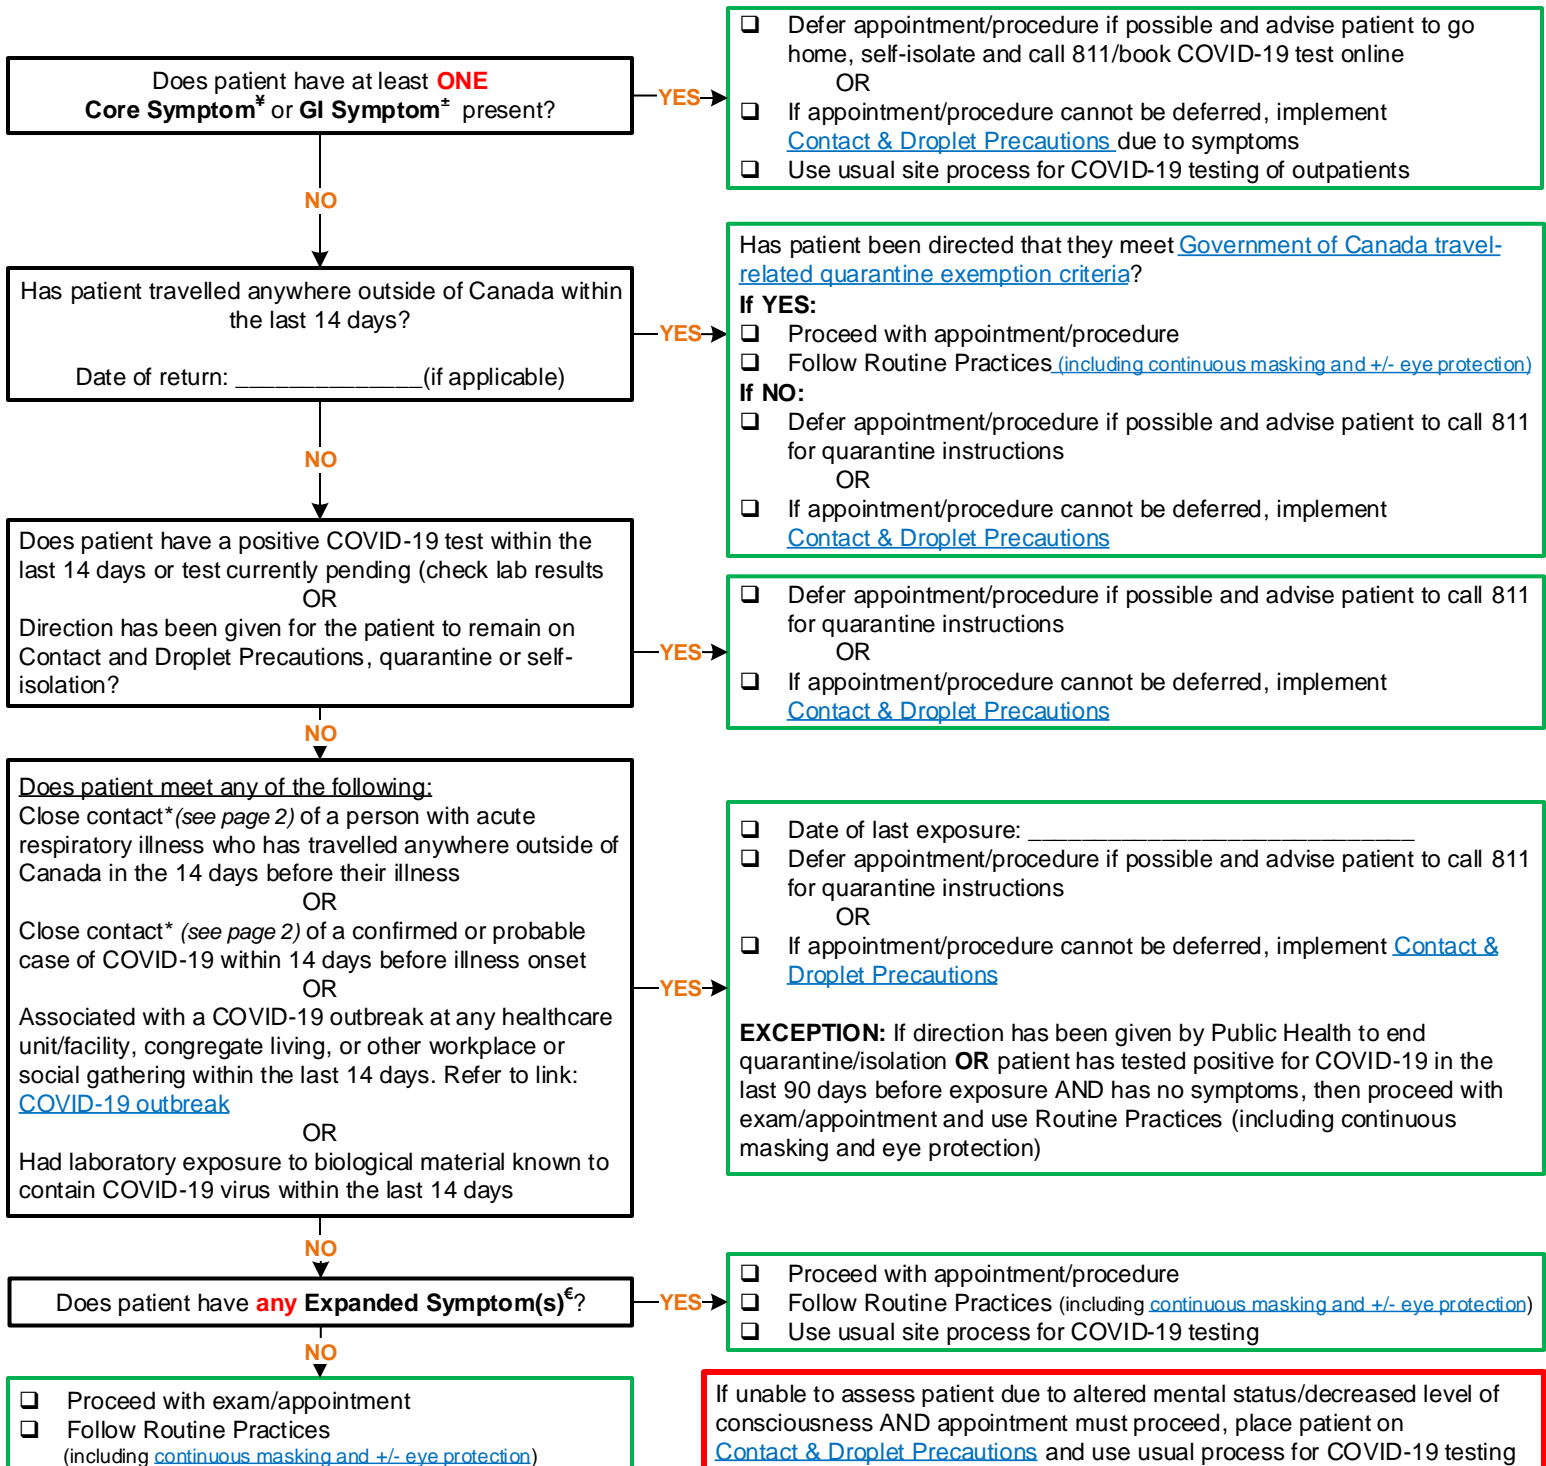 Does patient have at least ONE
Core Symptom¥ or GI Symptom± present?
YES
❑ Defer appointment/procedure if possible and advise patient to go
home, self-isolate and call 811/book COVID-19 test online
OR
❑ If appointment/procedure cannot be deferred, implement
Contact & Droplet Precautions due to symptoms
❑ Use usual site process for COVID-19 testing of outpatients
NO
Has patient travelled anywhere outside of Canada within
the last 14 days?
Date of return: _______________(if applicable)
YES
Has patient been directed that they meet Government of Canada travel-
related quarantine exemption criteria?
If YES:
❑ Proceed with appointment/procedure
❑ Follow Routine Practices (including continuous masking and +/- eye protection)
If NO:
❑ Defer appointment/procedure if possible and advise patient to call 811
for quarantine instructions
OR
❑ If appointment/procedure cannot be deferred, implement
Contact & Droplet Precautions
NO
Does patient have a positive COVID-19 test within the
last 14 days or test currently pending (check lab results
OR
Direction has been given for the patient to remain on
Contact and Droplet Precautions, quarantine or self-
isolation?
YES
❑ Defer appointment/procedure if possible and advise patient to call 811
for quarantine instructions
OR
❑ If appointment/procedure cannot be deferred, implement
Contact & Droplet Precautions
NO
Does patient meet any of the following:
Close contact*(see page 2) of a person with acute
respiratory illness who has travelled anywhere outside of
Canada in the 14 days before their illness
OR
Close contact* (see page 2) of a confirmed or probable
case of COVID-19 within 14 days before illness onset
OR
Associated with a COVID-19 outbreak at any healthcare
unit/facility, congregate living, or other workplace or
social gathering within the last 14 days. Refer to link:
COVID-19 outbreak
OR
Had laboratory exposure to biological material known to
contain COVID-19 virus within the last 14 days
YES
❑ Date of last exposure: _______________________________
❑ Defer appointment/procedure if possible and advise patient to call 811
for quarantine instructions
OR
❑ If appointment/procedure cannot be deferred, implement Contact &
Droplet Precautions
EXCEPTION: If direction has been given by Public Health to end
quarantine/isolation OR patient has tested positive for COVID-19 in the
last 90 days before exposure AND has no symptoms, then proceed with
exam/appointment and use Routine Practices (including continuous
masking and eye protection)
NO
Does patient have any Expanded Symptom(s)€?
YES
❑ Proceed with appointment/procedure
❑ Follow Routine Practices (including continuous masking and +/- eye protection)
❑ Use usual site process for COVID-19 testing
NO
❑ Proceed with exam/appointment
❑ Follow Routine Practices
(including continuous masking and +/- eye protection)
If unable to assess patient due to altered mental status/decreased level of
consciousness AND appointment must proceed, place patient on
Contact & Droplet Precautions and use usual process for COVID-19 testing